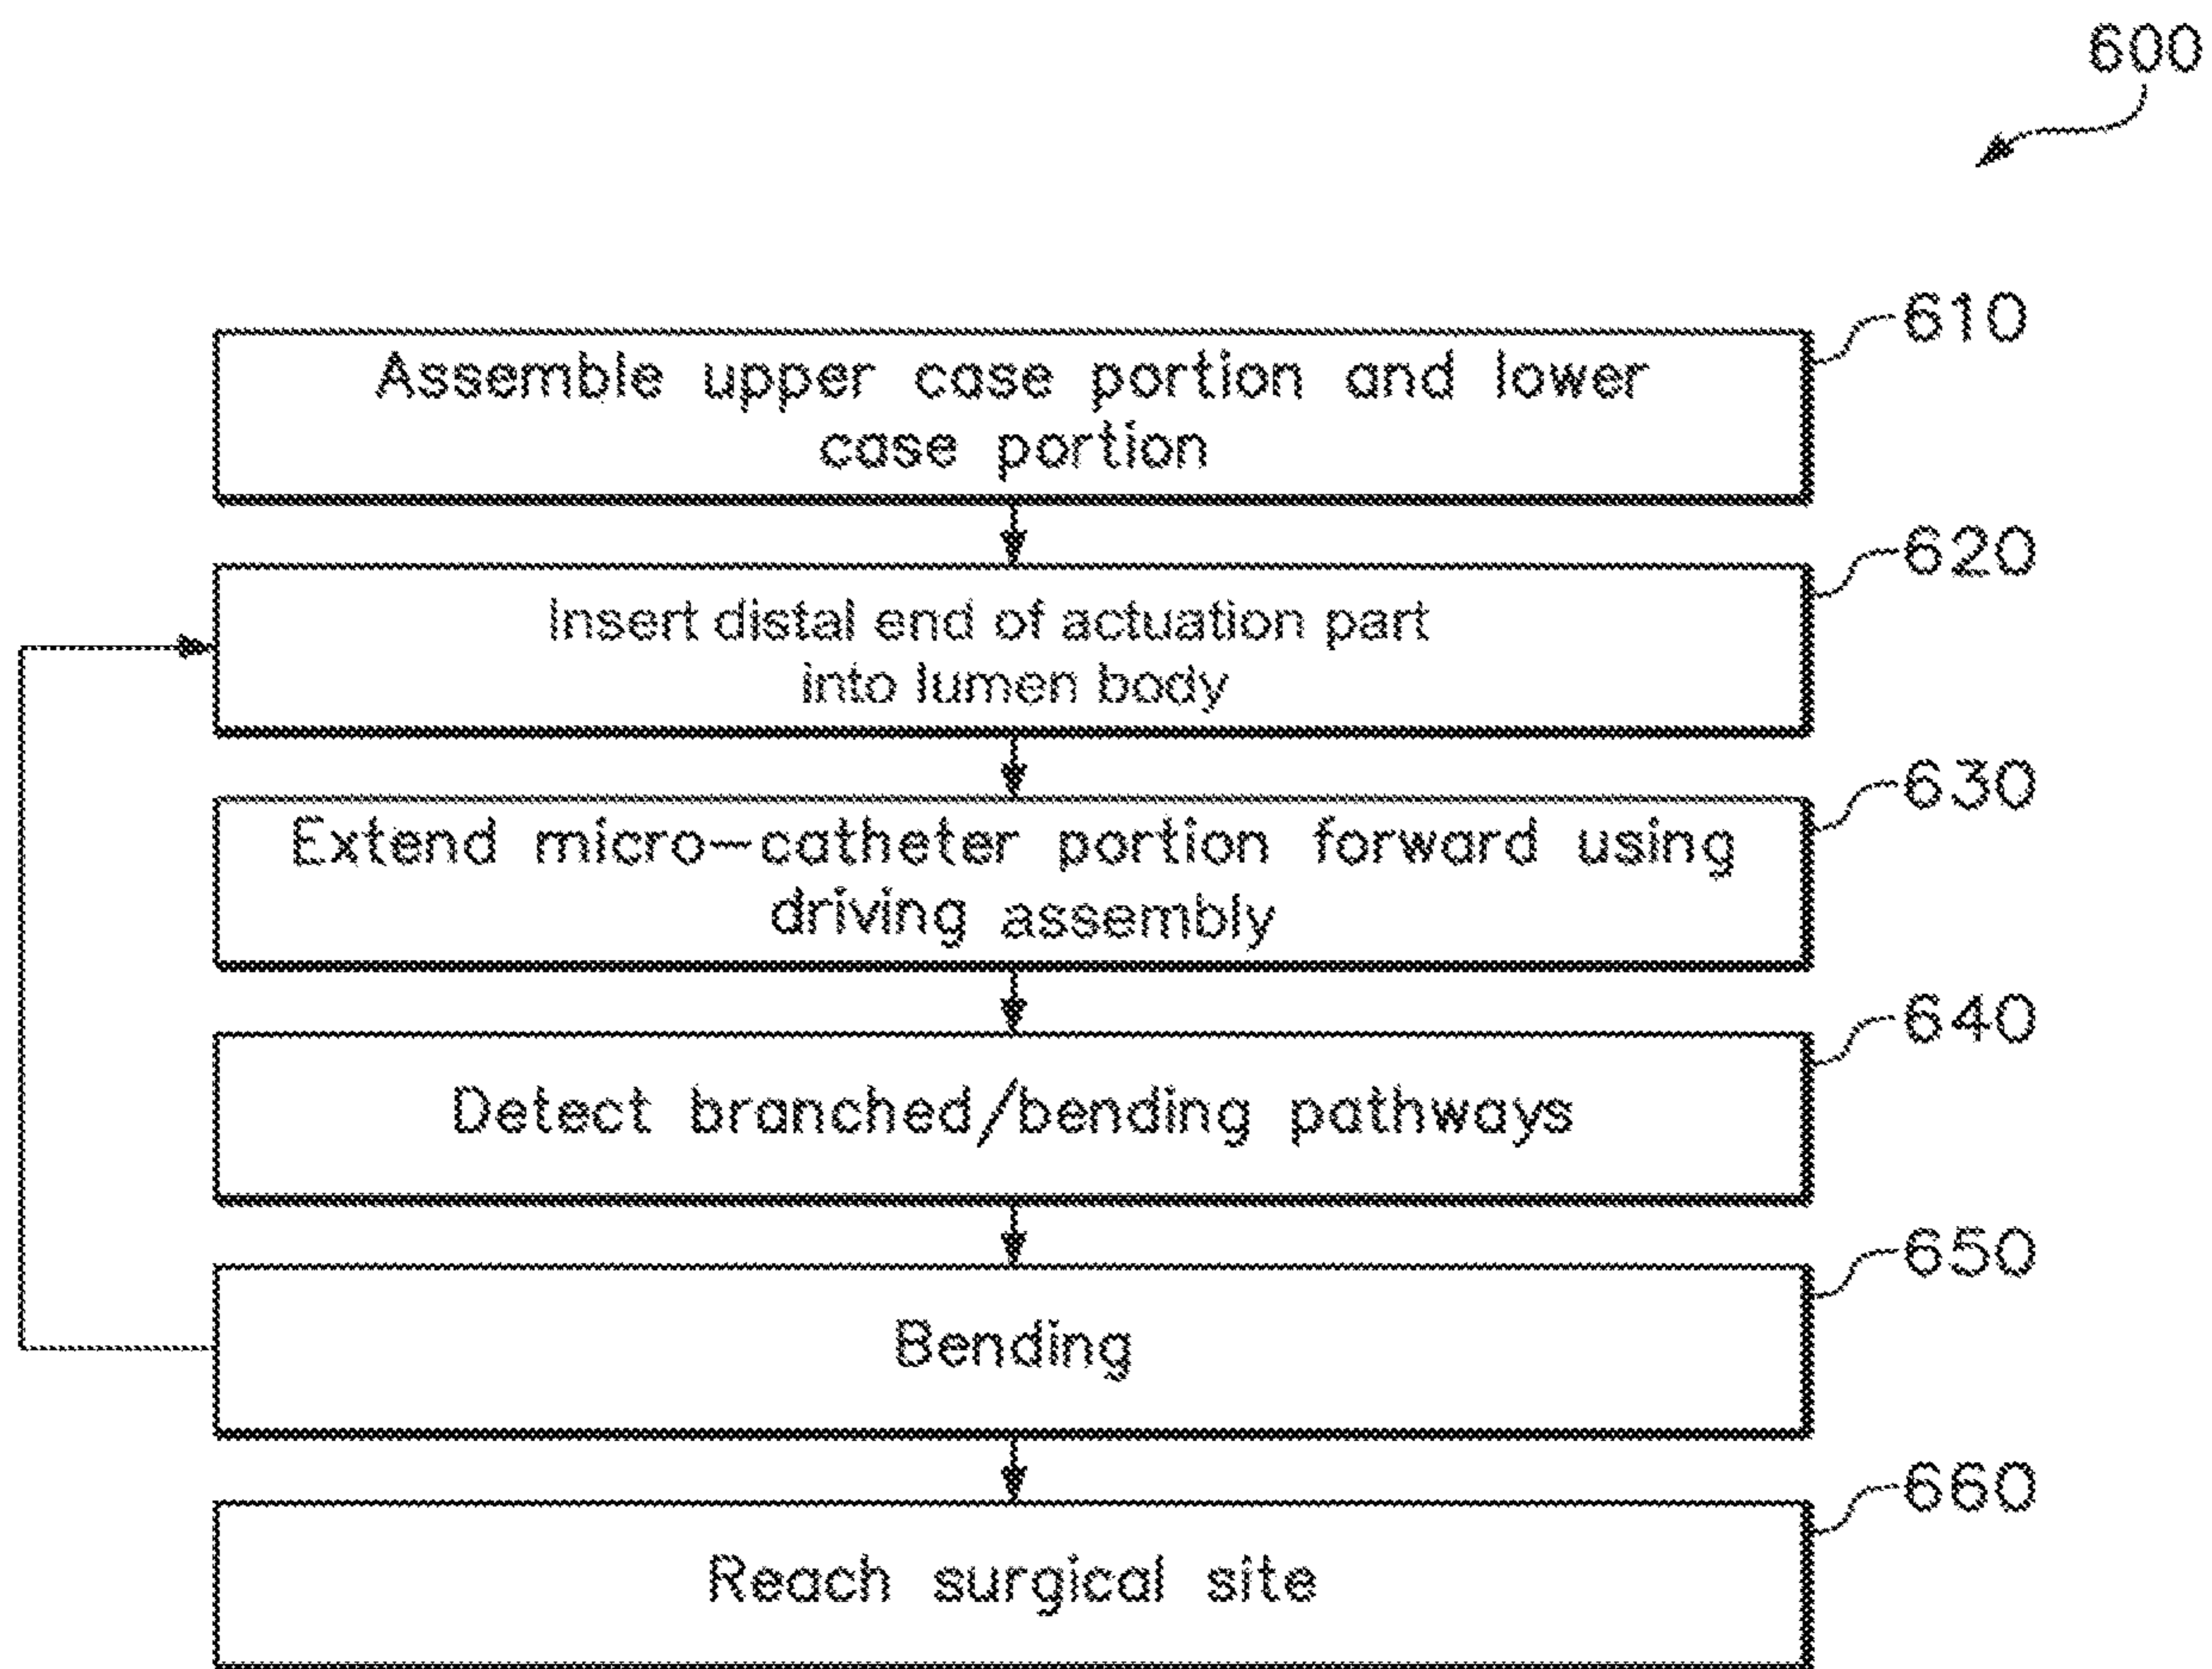 600
610
Assemble upper case portion and lower
case portion
620
Insert distal end of actuation part
into lumen body
630
Extend micro-catheter portion forward using
driving assembly
640
Detect branched/bending pathways
650
Bending
660
Reach surgical site